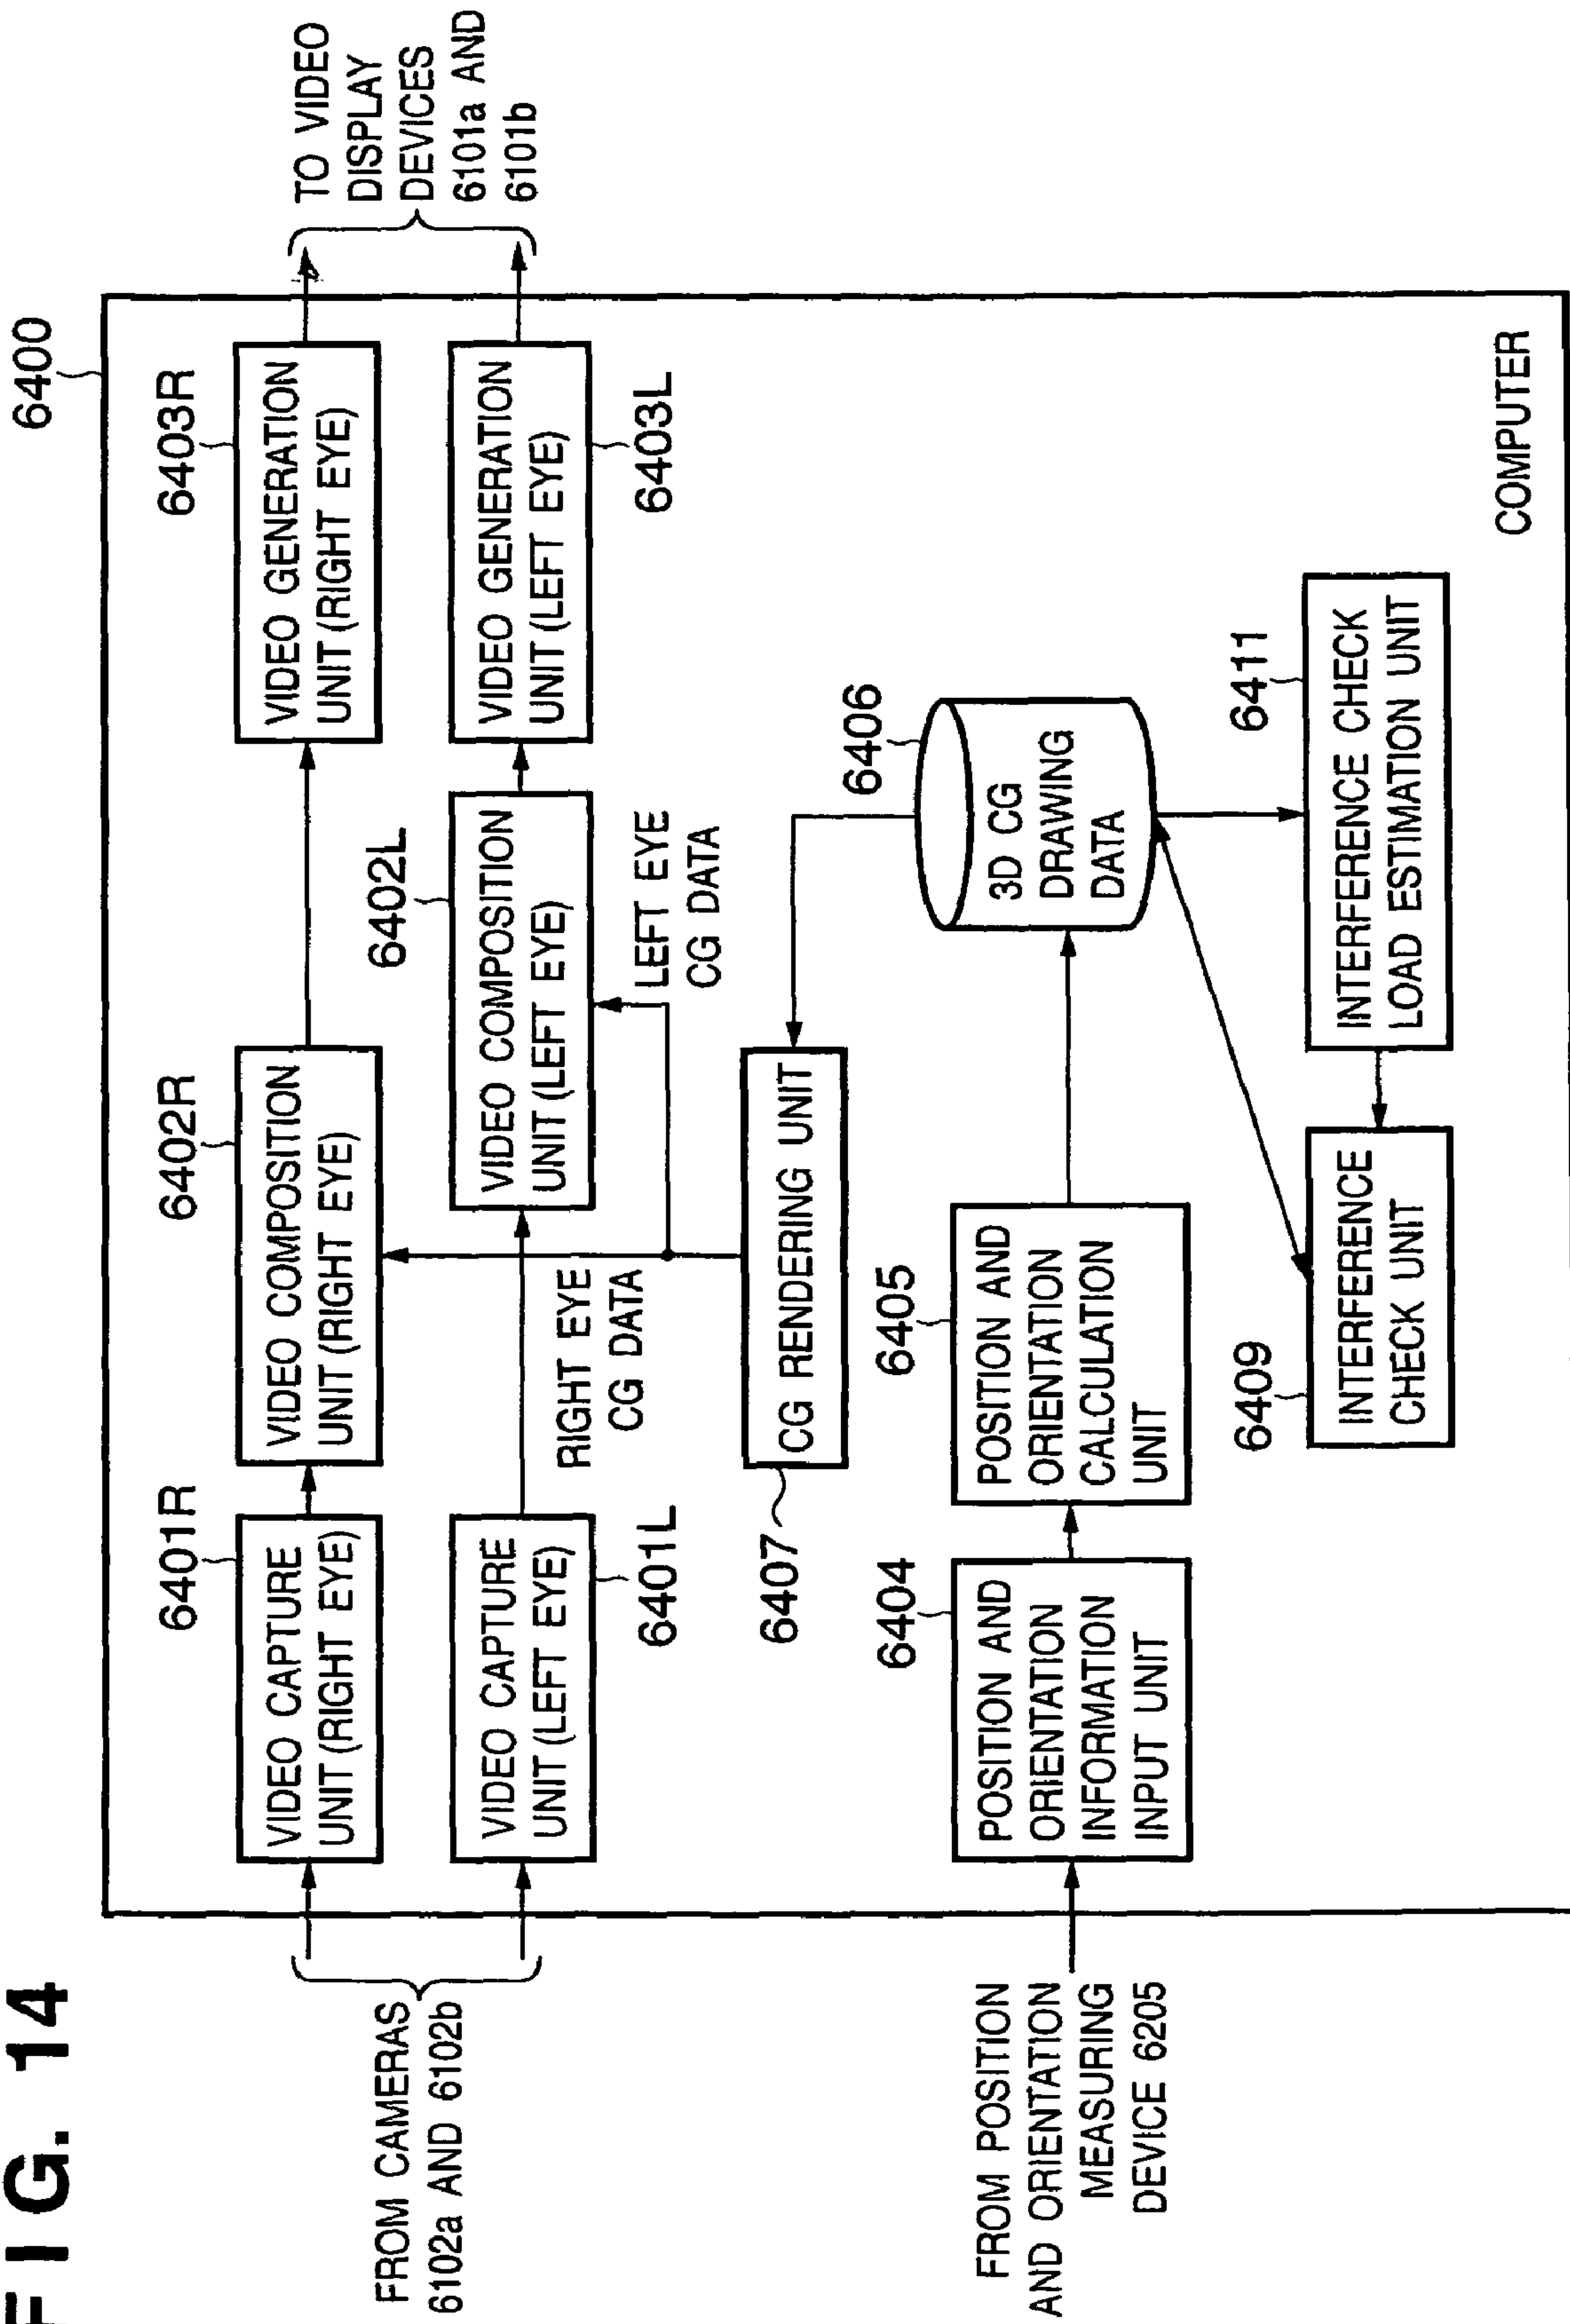 FIG. 14
6400
6401R
VIDEO CAPTURE
UNIT (RIGHT EYE)
6402R
VIDEO COMPOSITION
UNIT (RIGHT EYE)
6403R
VIDEO GENERATION
UNIT (RIGHT EYE)
TO VIDEO
DISPLAY
DEVICES
6101a AND
6101b
FROM CAMERAS
6102a AND 6102b
VIDEO CAPTURE
UNIT (LEFT EYE)
6401L
6402L
VIDEO COMPOSITION
UNIT (LEFT EYE)
VIDEO GENERATION
UNIT (LEFT EYE)
6403L
RIGHT EYE
CG DATA
LEFT EYE
CG DATA
6407
CG RENDERING UNIT
6404
POSITION AND
ORIENTATION
INFORMATION
INPUT UNIT
6405
POSITION AND
ORIENTATION
CALCULATION
UNIT
6406
3D CG
DRAWING
DATA
FROM POSITION
AND ORIENTATION
MEASURING
DEVICE 6205
6409
INTERFERENCE
CHECK UNIT
6411
INTERFERENCE CHECK
LOAD ESTIMATION UNIT
COMPUTER